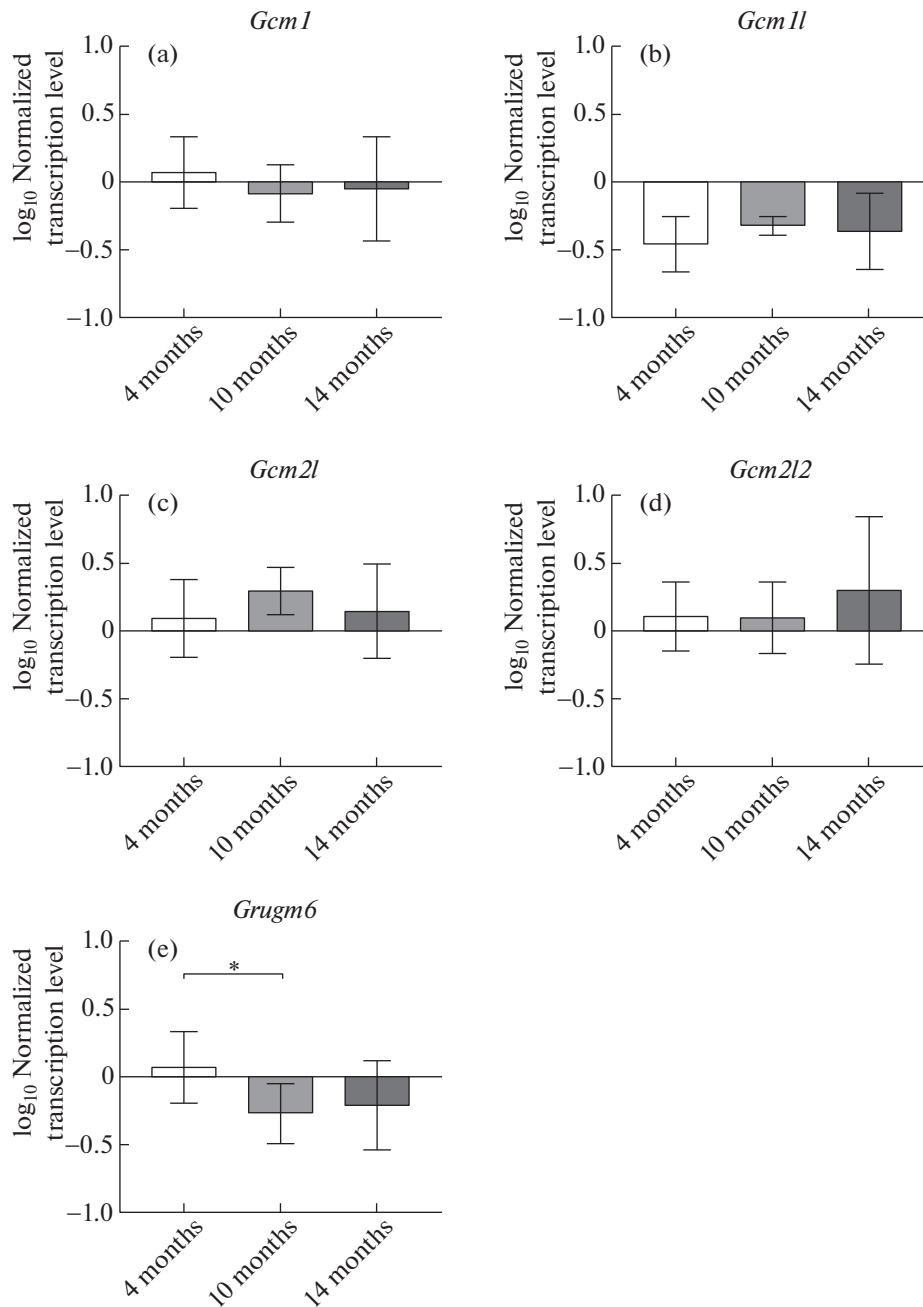 Gcm1
(a)
log10 Normalized
transcription level
1.0
0.5
0
–0.5
–1.0
4 months
10 months
14 months
Gcm1l
(b)
log10 Normalized
transcription level
1.0
0.5
0
–0.5
–1.0
4 months
10 months
14 months
Gcm2l
(c)
log10 Normalized
transcription level
1.0
0.5
0
–0.5
–1.0
4 months
10 months
14 months
Gcm2l2
(d)
log10 Normalized
transcription level
1.0
0.5
0
–0.5
–1.0
4 months
10 months
14 months
Grugm6
(e)
log10 Normalized
transcription level
1.0
*
0.5
0
–0.5
–1.0
4 months
10 months
14 months